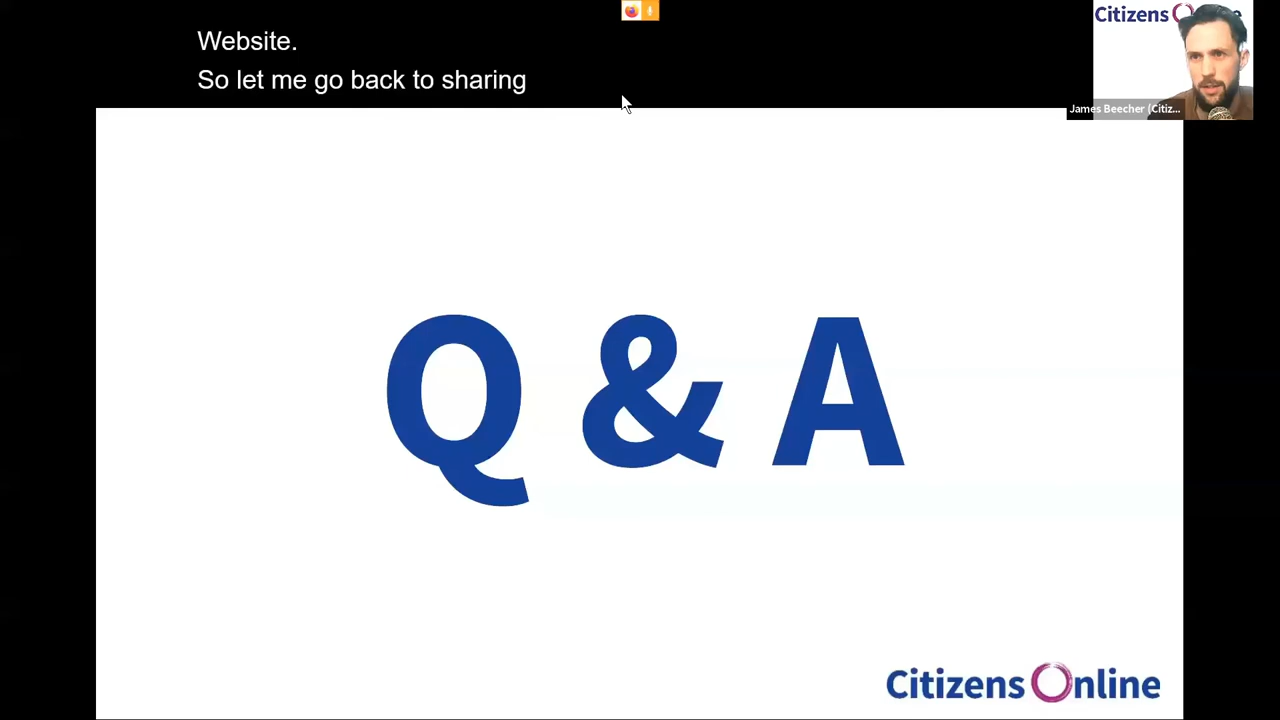 Website.
So let me go back to sharing
Citizens O
James Beecher (Citiz...
Q & A
Citizens Online